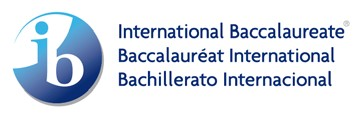 ib
International Baccalaureate®
Baccalauréat International
Bachillerato Internacional